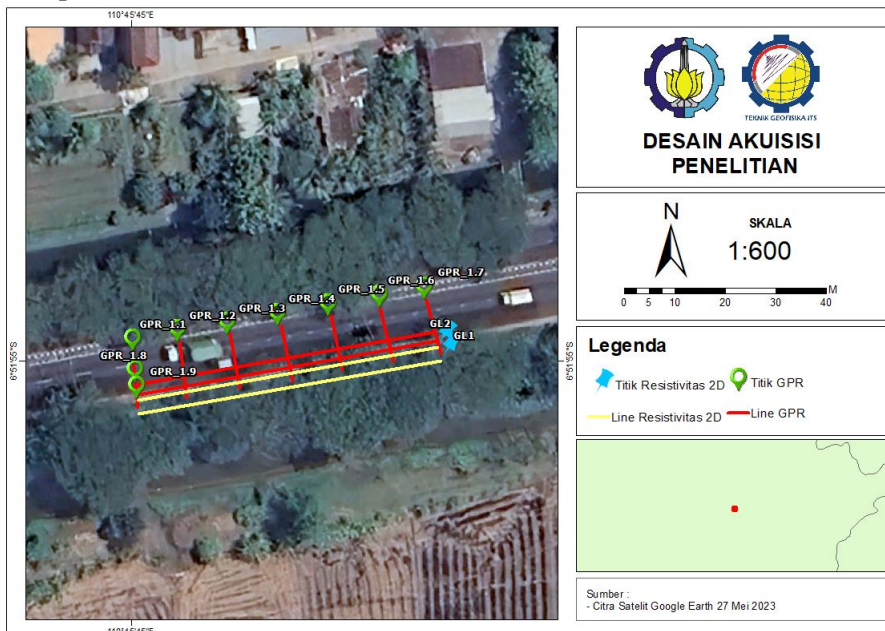 110°45'45"E
6°51'55"S
GPR_1.1
GPR_1.2
GPR_1.3
GPR_1.4
GPR_1.5
GPR_1.6
GPR_1.7
GPR_1.8
GPR_1.9
GL2
GL1
6°51'55"S
110°45'45"E
TEKNIK GEOFISIKA ITS
DESAIN AKUISISI
PENELITIAN
N
SKALA
1:600
M
0 5 10 20 30 40
Legenda
Titik Resistivitas 2D
Titik GPR
Line Resistivitas 2D
Line GPR
Sumber :
- Citra Satelit Google Earth 27 Mei 2023